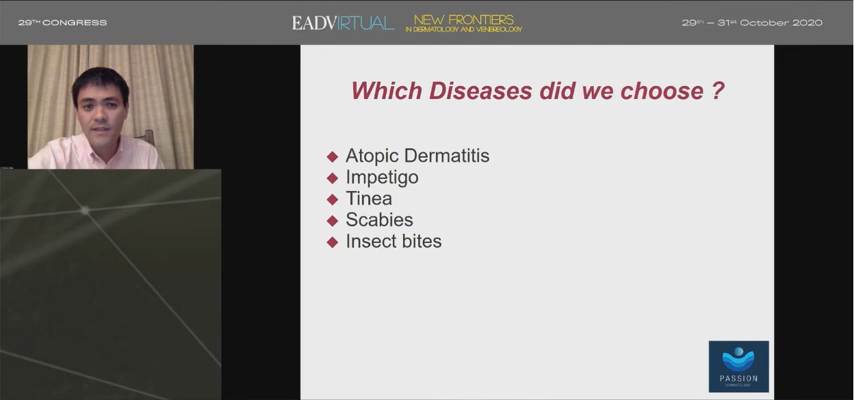 29TH CONGRESS
EADVIRTUAL
NEW FRONTIERS
IN DERMATOLOGY AND VENEREOLOGY
29th – 31st October 2020
Which Diseases did we choose ?
Atopic Dermatitis
Impetigo
Tinea
Scabies
Insect bites
PASSION